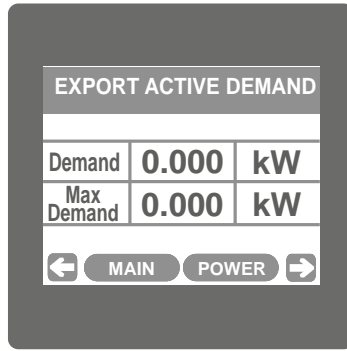 EXPORT ACTIVE DEMAND
Demand 0.000 kW
Max Demand 0.000 kW
MAIN POWER